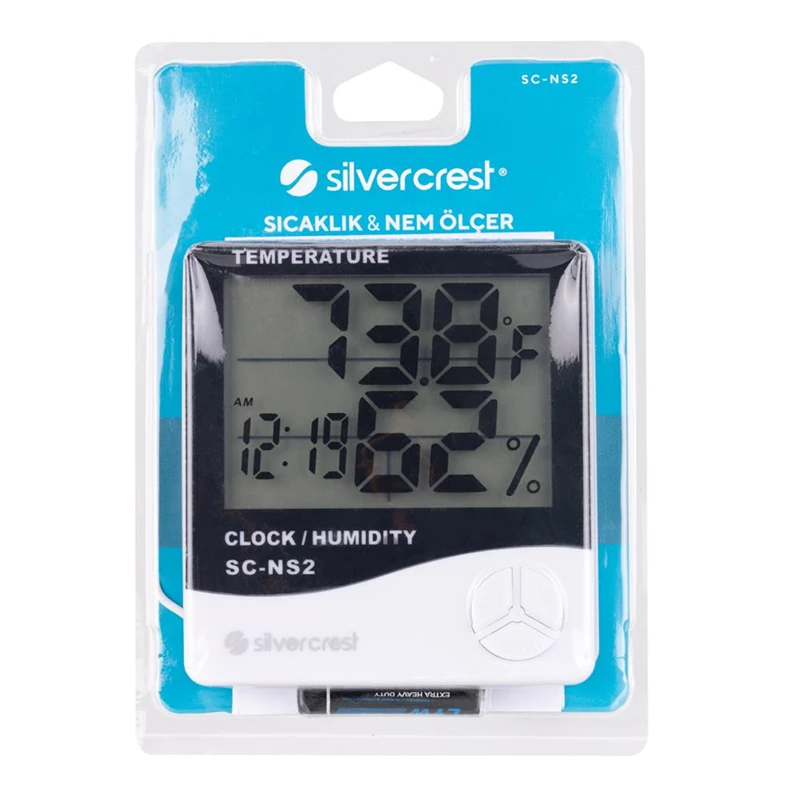 SC-NS2
silvercrest®
SICAKLIK & NEM ÖLÇER
TEMPERATURE
73.8 °F
AM
12:19 62 %
CLOCK / HUMIDITY
SC-NS2
silvercrest
EXTRA HEAVY DUTY